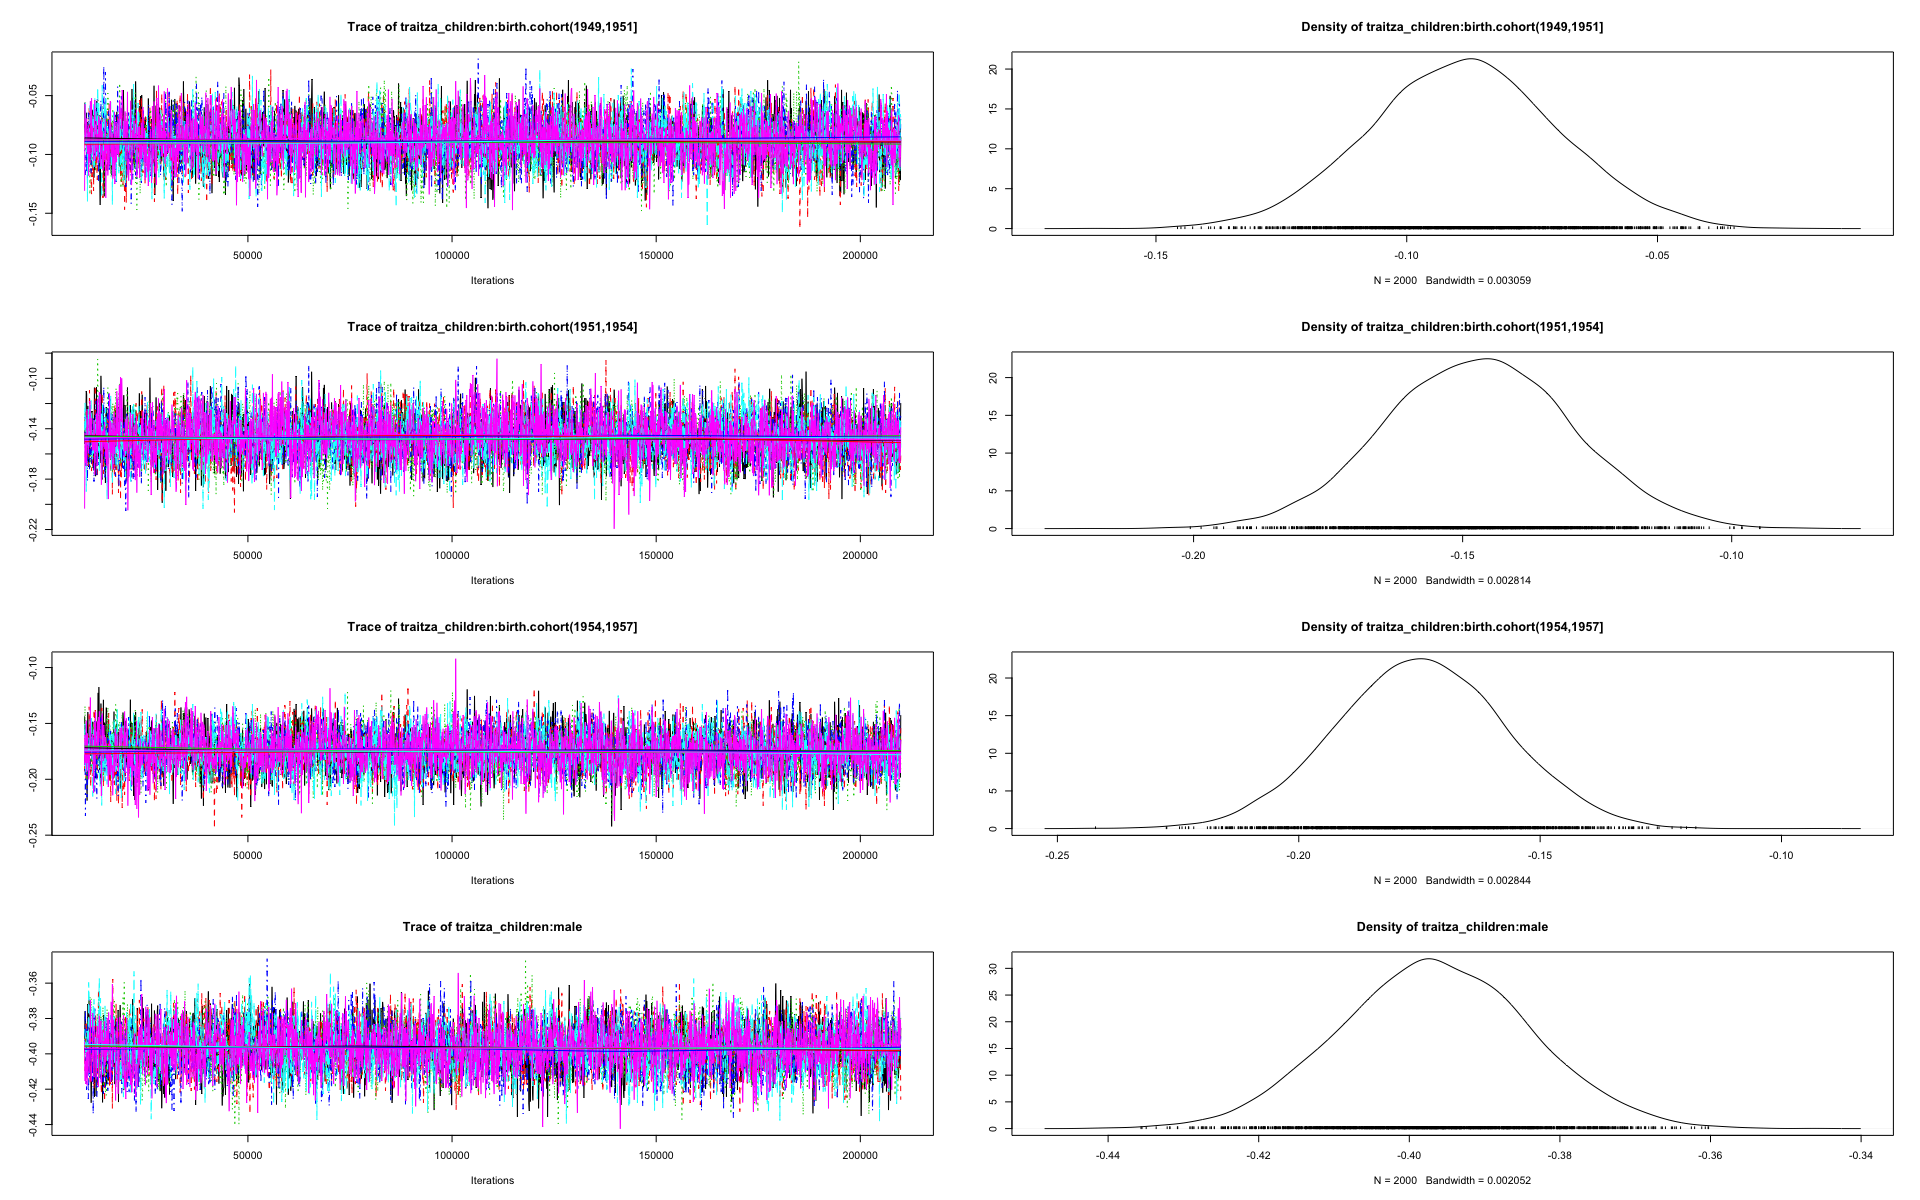 Trace of traitza_children:birth.cohort(1949,1951]
-0.05
-0.10
-0.15
50000 100000 150000 200000
Iterations
Density of traitza_children:birth.cohort(1949,1951]
20
15
10
5
0
-0.15 -0.10 -0.05
N = 2000 Bandwidth = 0.003059
Trace of traitza_children:birth.cohort(1951,1954]
-0.10
-0.14
-0.18
-0.22
50000 100000 150000 200000
Iterations
Density of traitza_children:birth.cohort(1951,1954]
20
15
10
5
0
-0.20 -0.15 -0.10
N = 2000 Bandwidth = 0.002814
Trace of traitza_children:birth.cohort(1954,1957]
-0.10
-0.15
-0.20
-0.25
50000 100000 150000 200000
Iterations
Density of traitza_children:birth.cohort(1954,1957]
20
15
10
5
0
-0.25 -0.20 -0.15 -0.10
N = 2000 Bandwidth = 0.002844
Trace of traitza_children:male
-0.36
-0.38
-0.40
-0.42
-0.44
50000 100000 150000 200000
Iterations
Density of traitza_children:male
30
25
20
15
10
5
0
-0.44 -0.42 -0.40 -0.38 -0.36 -0.34
N = 2000 Bandwidth = 0.002052